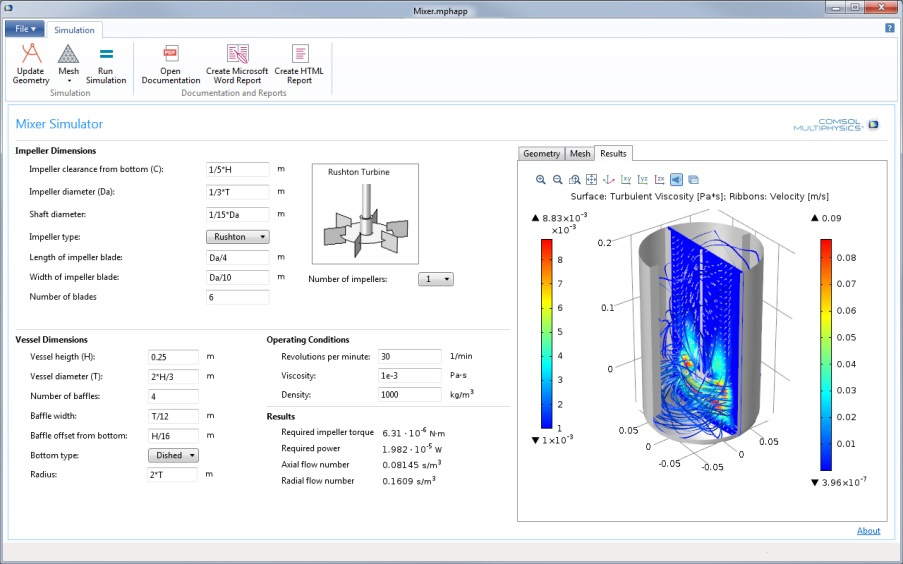 Mixer.mphapp
File
Simulation
?
Update Geometry
Mesh
Run Simulation
Open Documentation
Create Microsoft Word Report
Create HTML Report
Simulation
Documentation and Reports
Mixer Simulator
COMSOL
MULTIPHYSICS®
Impeller Dimensions
Impeller clearance from bottom (C): 1/5*H m
Impeller diameter (Da): 1/3*T m
Shaft diameter: 1/15*Da m
Impeller type: Rushton
Length of impeller blade: Da/4 m
Width of impeller blade: Da/10 m
Number of blades 6
Rushton Turbine
Number of impellers: 1
Vessel Dimensions
Vessel heigth (H): 0.25 m
Vessel diameter (T): 2*H/3 m
Number of baffles: 4
Baffle width: T/12 m
Baffle offset from bottom: H/16 m
Bottom type: Dished
Radius: 2*T m
Operating Conditions
Revolutions per minute: 30 1/min
Viscosity: 1e-3 Pa·s
Density: 1000 kg/m³
Results
Required impeller torque 6.31 · 10⁻⁶ N·m
Required power 1.982 · 10⁻⁵ W
Axial flow number 0.08145 s/m³
Radial flow number 0.1609 s/m³
Geometry Mesh Results
xy yz zx
Surface: Turbulent Viscosity [Pa*s]; Ribbons: Velocity [m/s]
▲ 8.83×10⁻³
×10⁻³
8
7
6
5
4
3
2
1
▼ 1×10⁻³
0.2
0.1
0
0.05
0
-0.05
-0.05
0
0.05
▲ 0.09
0.08
0.07
0.06
0.05
0.04
0.03
0.02
0.01
▼ 3.96×10⁻⁷
About